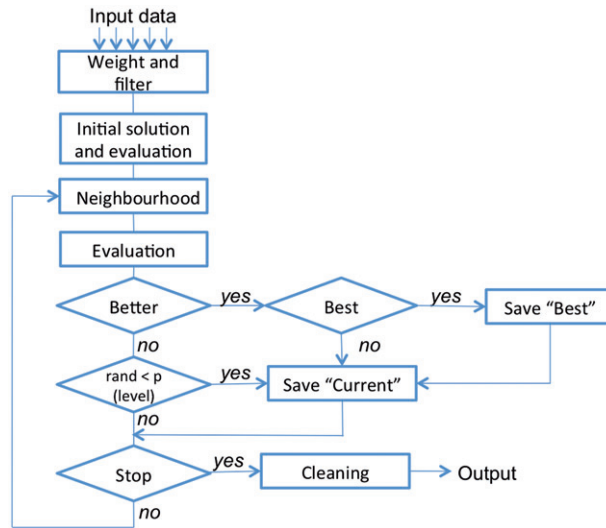 Input data
Weight and
filter
Initial solution
and evaluation
Neighbourhood
Evaluation
Better
yes
Best
yes
Save “Best”
no
no
rand < p
(level)
yes
Save “Current”
no
Stop
yes
Cleaning
Output
no